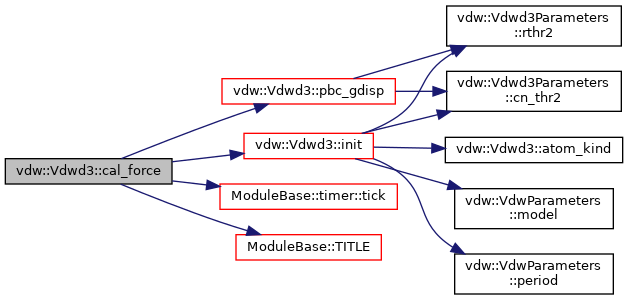 vdw::Vdwd3::cal_force
vdw::Vdwd3::pbc_gdisp
vdw::Vdwd3::init
ModuleBase::timer::tick
ModuleBase::TITLE
vdw::Vdwd3Parameters
::rthr2
vdw::Vdwd3Parameters
::cn_thr2
vdw::Vdwd3::atom_kind
vdw::VdwParameters
::model
vdw::VdwParameters
::period